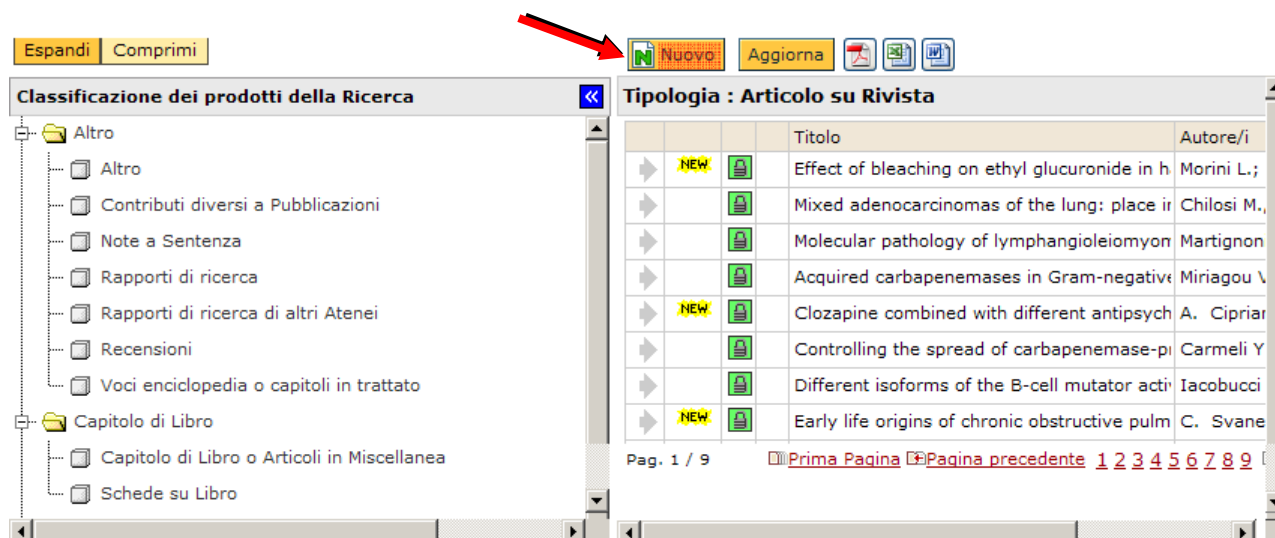 Espandi Comprimi
Classificazione dei prodotti della Ricerca
Altro
Altro
Contributi diversi a Pubblicazioni
Note a Sentenza
Rapporti di ricerca
Rapporti di ricerca di altri Atenei
Recensioni
Voci enciclopedia o capitoli in trattato
Capitolo di Libro
Capitolo di Libro o Articoli in Miscellanea
Schede su Libro
Nuovo Aggiorna
Tipologia : Articolo su Rivista
Titolo Autore/i
NEW Effect of bleaching on ethyl glucuronide in h Morini L.;
Mixed adenocarcinomas of the lung: place in Chilosi M.,
Molecular pathology of lymphangioleiomyom Martignon
Acquired carbapenemases in Gram-negative Miriagou V
NEW Clozapine combined with different antipsych A. Ciprian
Controlling the spread of carbapenemase-pr Carmeli Y
Different isoforms of the B-cell mutator activ Iacobucci
NEW Early life origins of chronic obstructive pulm C. Svane
Pag. 1 / 9 Prima Pagina Pagina precedente 1 2 3 4 5 6 7 8 9